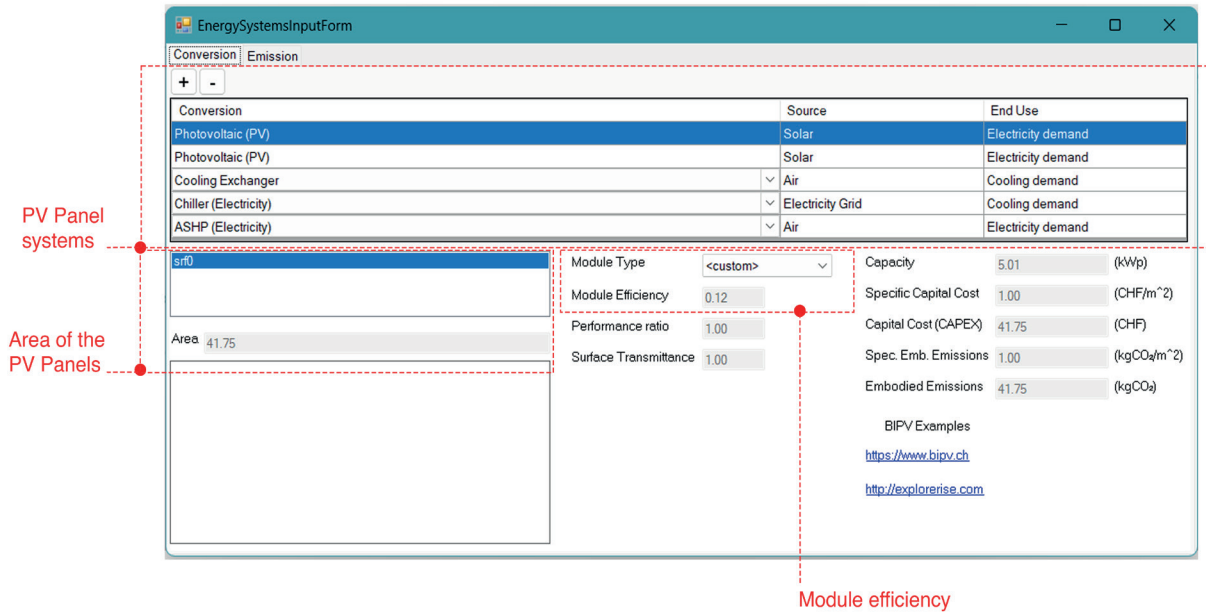 EnergySystemsInputForm
Conversion Emission
+ -
Conversion Source End Use
Photovoltaic (PV) Solar Electricity demand
Photovoltaic (PV) Solar Electricity demand
Cooling Exchanger Air Cooling demand
Chiller (Electricity) Electricity Grid Cooling demand
ASHP (Electricity) Air Electricity demand
PV Panel
systems
srf0
Area 41.75
Area of the
PV Panels
Module Type <custom>
Module Efficiency 0.12
Performance ratio 1.00
Surface Transmittance 1.00
Capacity 5.01 (kWp)
Specific Capital Cost 1.00 (CHF/m^2)
Capital Cost (CAPEX) 41.75 (CHF)
Spec. Emb. Emissions 1.00 (kgCO₂/m^2)
Embodied Emissions 41.75 (kgCO₂)
BIPV Examples
https://www.bipv.ch
http://explorerise.com
Module efficiency